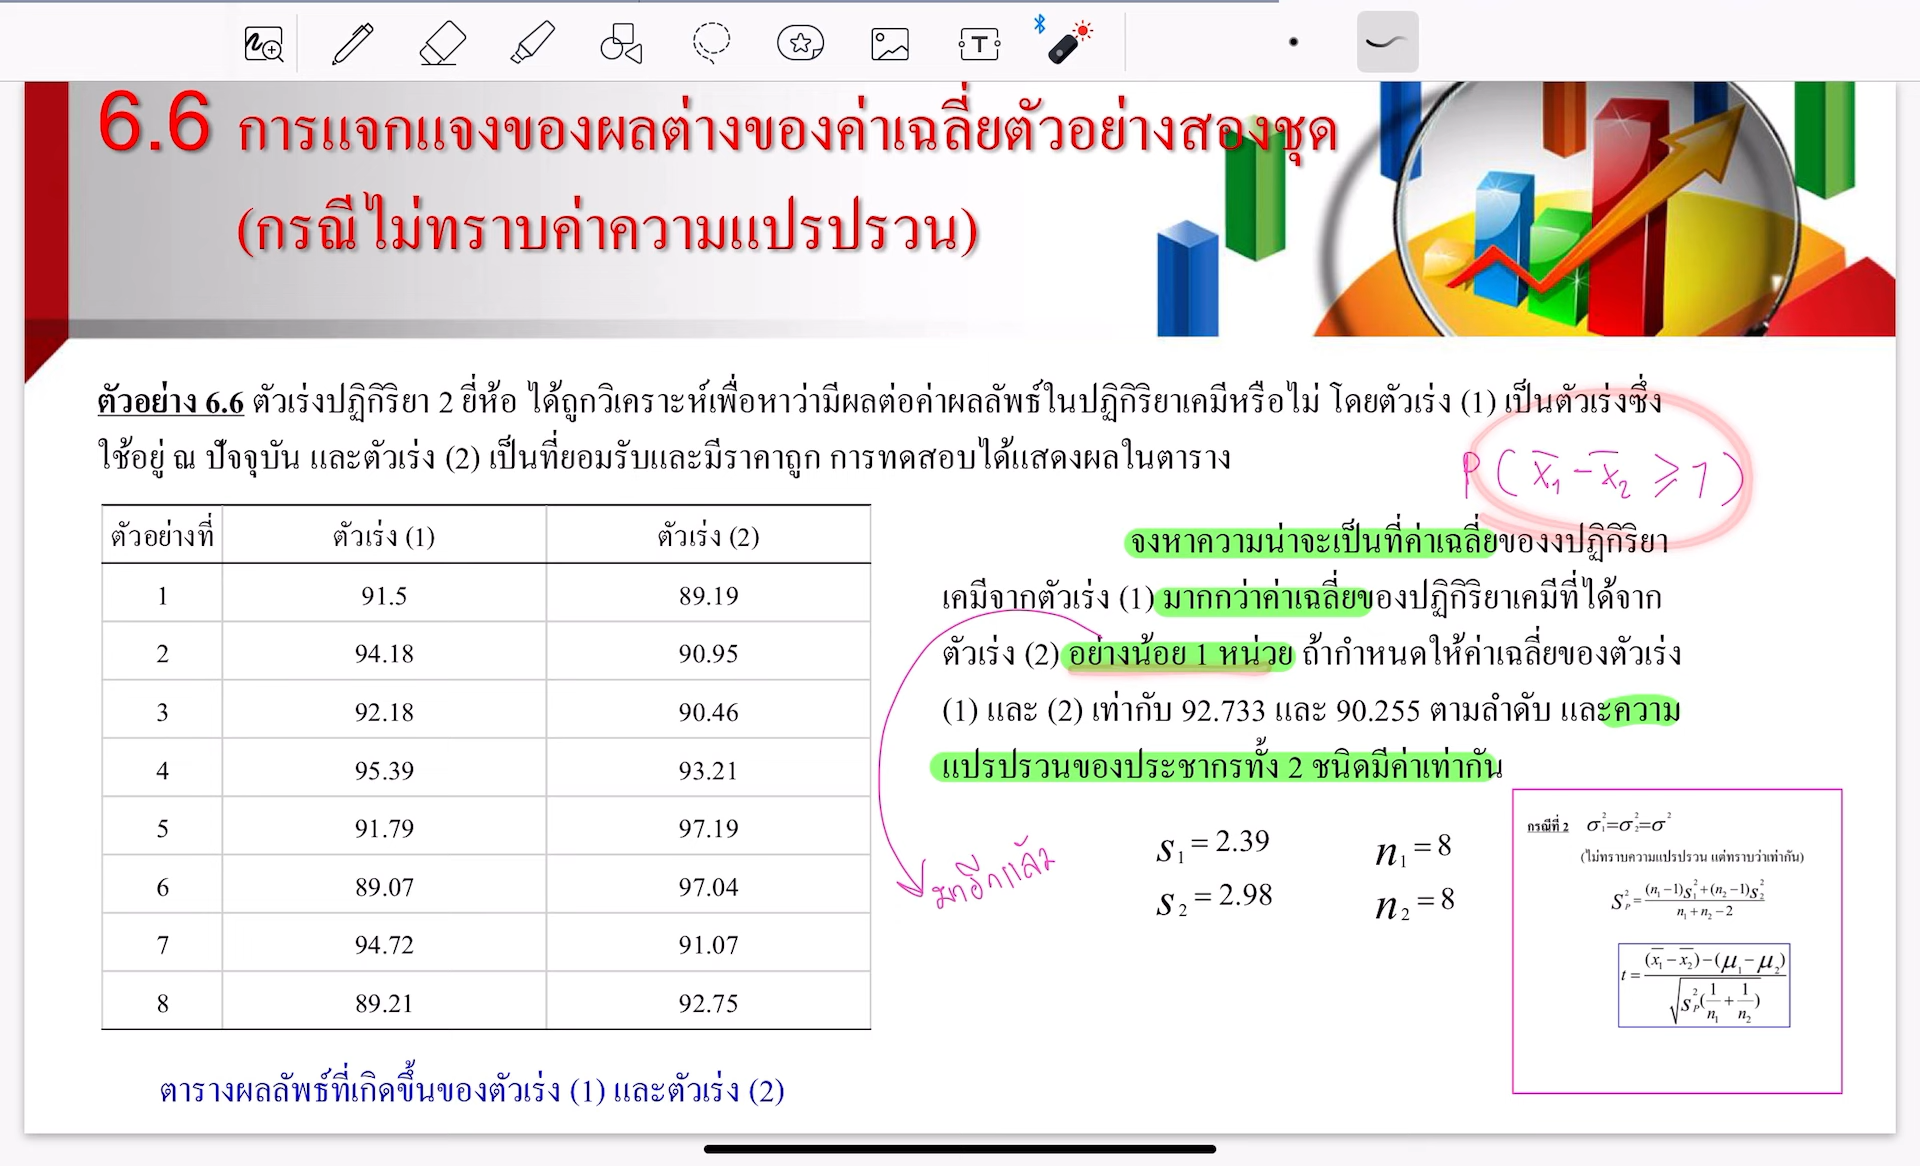 6.6 การแจกแจงของผลต่างของค่าเฉลี่ยตัวอย่างสองชุด
(กรณีไม่ทราบค่าความแปรปรวน)
ตัวอย่าง 6.6 ตัวเร่งปฏิกิริยา 2 ยี่ห้อ ได้ถูกวิเคราะห์เพื่อหาว่ามีผลต่อค่าผลลัพธ์ในปฏิกิริยาเคมีหรือไม่ โดยตัวเร่ง (1) เป็นตัวเร่งซึ่ง
ใช้อยู่ ณ ปัจจุบัน และตัวเร่ง (2) เป็นที่ยอมรับและมีราคาถูก การทดสอบได้แสดงผลในตาราง
P ( x̄₁ - x̄₂ ≥ 1 )
ตัวอย่างที่ ตัวเร่ง (1) ตัวเร่ง (2)
1 91.5 89.19
2 94.18 90.95
3 92.18 90.46
4 95.39 93.21
5 91.79 97.19
6 89.07 97.04
7 94.72 91.07
8 89.21 92.75
ตารางผลลัพธ์ที่เกิดขึ้นของตัวเร่ง (1) และตัวเร่ง (2)
จงหาความน่าจะเป็นที่ค่าเฉลี่ยของงปฏิกิริยา
เคมีจากตัวเร่ง (1) มากกว่าค่าเฉลี่ยของปฏิกิริยาเคมีที่ได้จาก
ตัวเร่ง (2) อย่างน้อย 1 หน่วย ถ้ากำหนดให้ค่าเฉลี่ยของตัวเร่ง
(1) และ (2) เท่ากับ 92.733 และ 90.255 ตามลำดับ และความ
แปรปรวนของประชากรทั้ง 2 ชนิดมีค่าเท่ากัน
มาอีกแล้ว
s₁ = 2.39 n₁ = 8
s₂ = 2.98 n₂ = 8
กรณีที่ 2 σ₁²=σ₂²=σ²
(ไม่ทราบความแปรปรวน แต่ทราบว่าเท่ากัน)
S_P² = ((n₁−1)s₁²+(n₂−1)s₂²)/(n₁+n₂−2)
t = ((x̄₁−x̄₂)−(μ₁−μ₂))/√(S_P²(1/n₁+1/n₂))